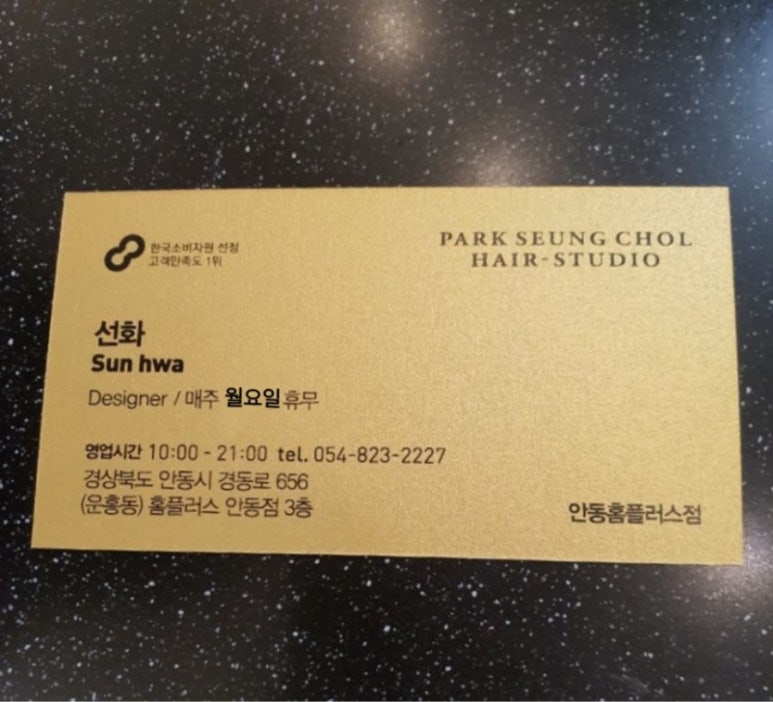 한국소비자원 선정
고객만족도 1위
PARK SEUNG CHOL
HAIR-STUDIO
선화
Sun hwa
Designer / 매주 월요일 휴무
영업시간 10:00 - 21:00 tel. 054-823-2227
경상북도 안동시 경동로 656
(운흥동) 홈플러스 안동점 3층
안동홈플러스점